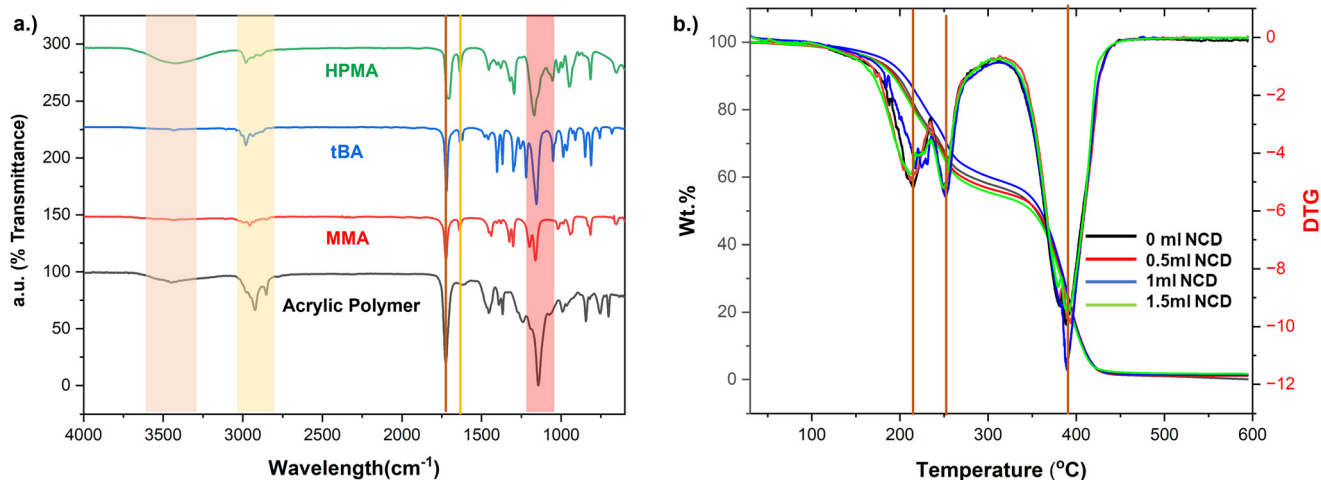 a.)
300
250
200
150
100
50
0
a.u. (% Transmittance)
HPMA
tBA
MMA
Acrylic Polymer
4000 3500 3000 2500 2000 1500 1000
Wavelength(cm⁻¹)
b.)
100
80
60
40
20
0
Wt.%
0
−2
−4
−6
−8
−10
−12
DTG
0 ml NCD
0.5ml NCD
1ml NCD
1.5ml NCD
100 200 300 400 500 600
Temperature (°C)